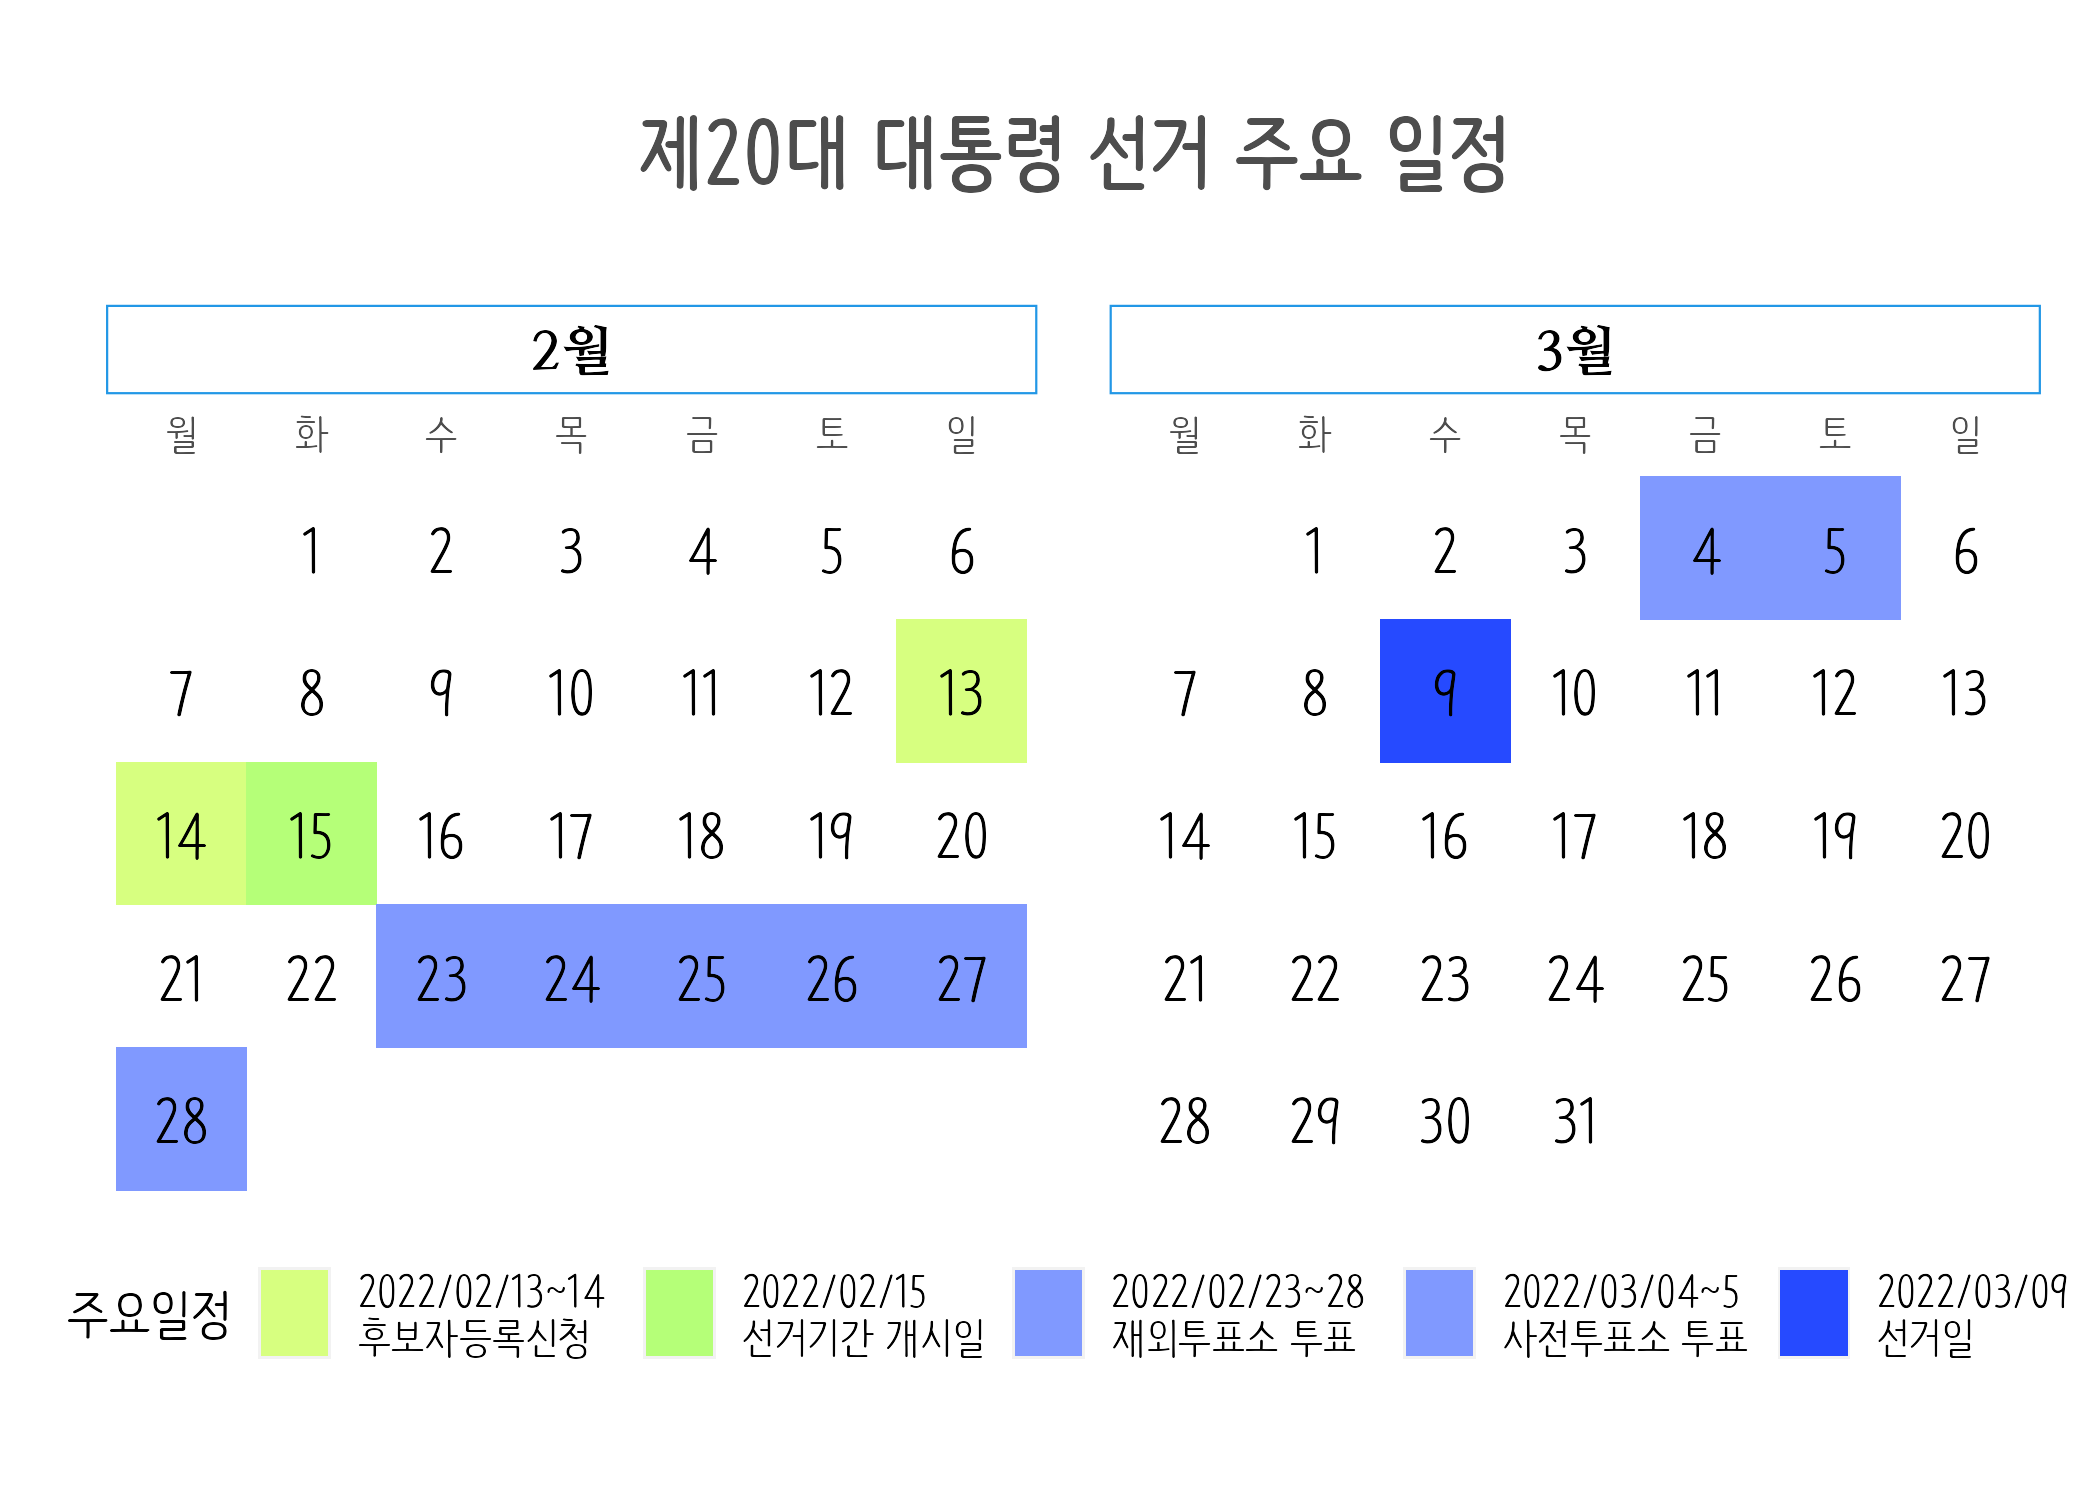 제20대 대통령 선거 주요 일정
2월
월 화 수 목 금 토 일
1 2 3 4 5 6
7 8 9 10 11 12 13
14 15 16 17 18 19 20
21 22 23 24 25 26 27
28
3월
월 화 수 목 금 토 일
1 2 3 4 5 6
7 8 9 10 11 12 13
14 15 16 17 18 19 20
21 22 23 24 25 26 27
28 29 30 31
주요일정
2022/02/13~14
후보자등록신청
2022/02/15
선거기간 개시일
2022/02/23~28
재외투표소 투표
2022/03/04~5
사전투표소 투표
2022/03/09
선거일